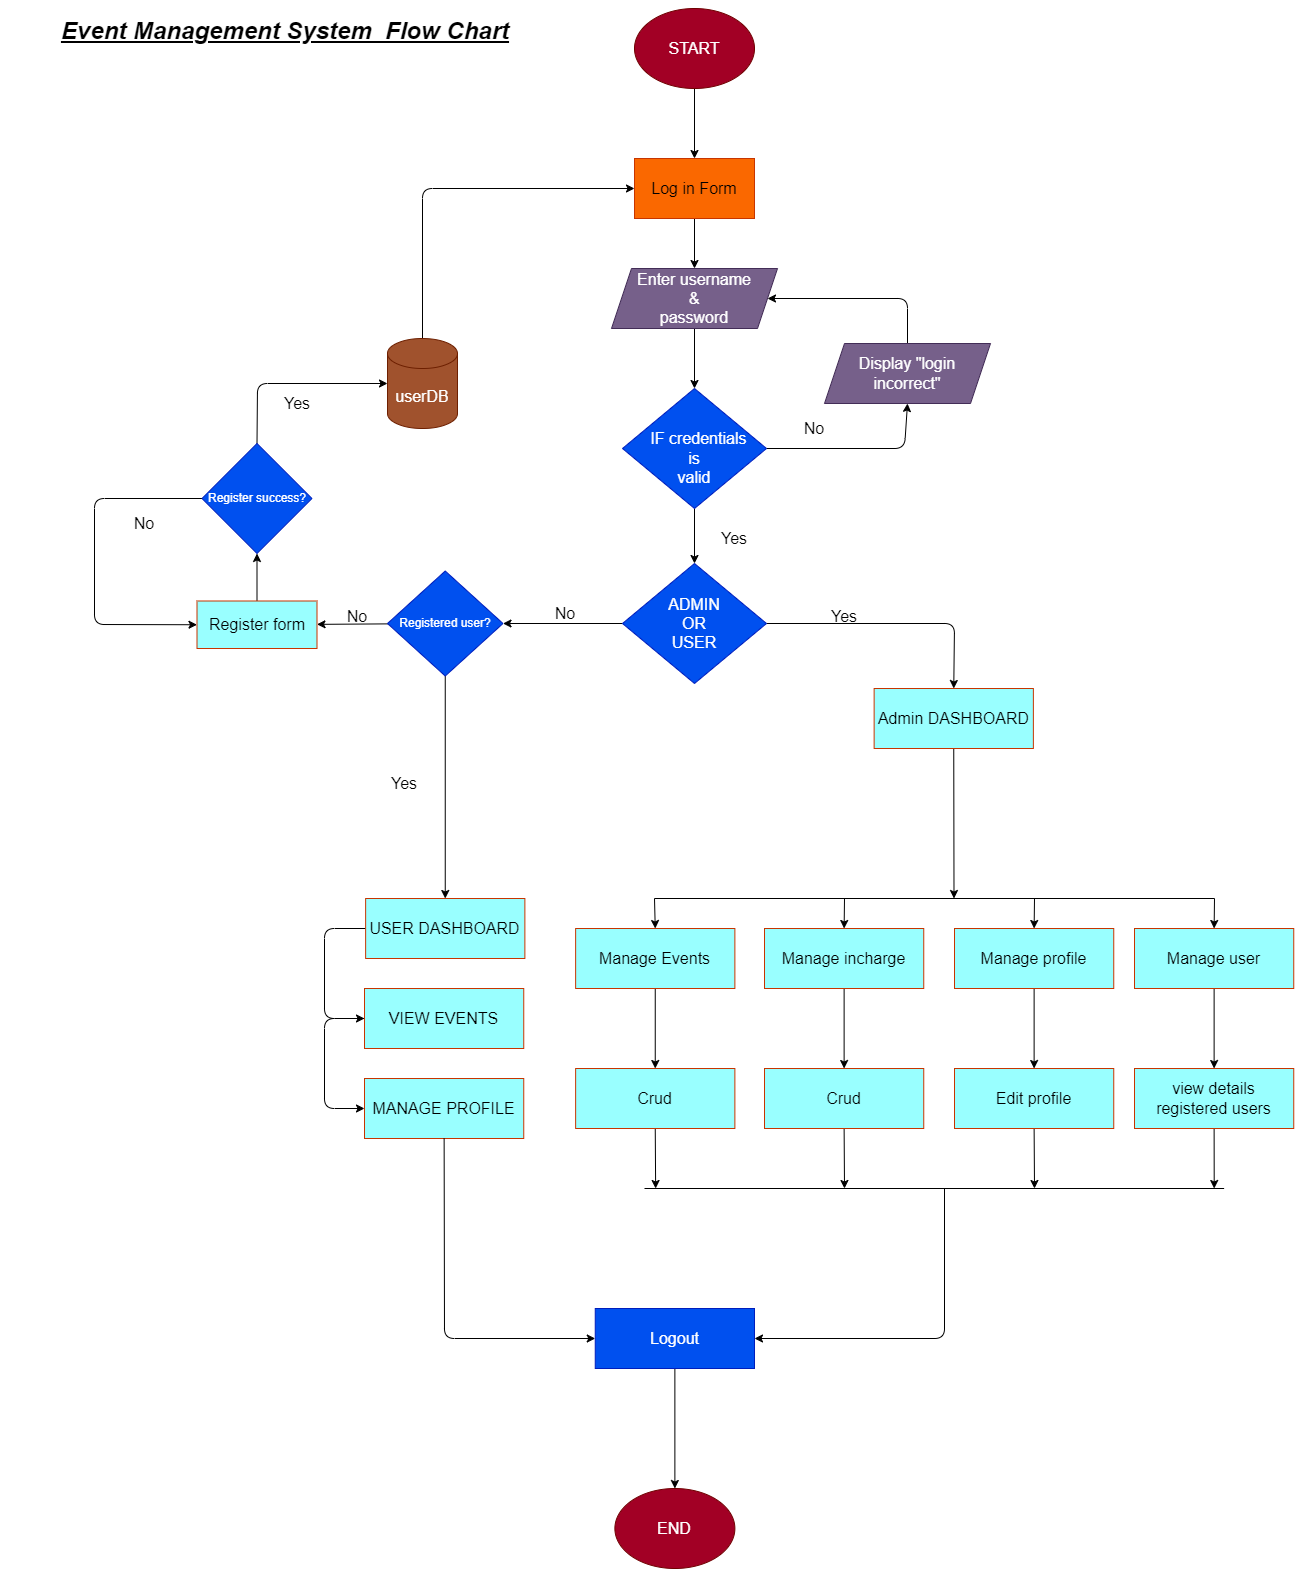 Event Management System  Flow Chart
START
Log in Form
Enter username
&
password
Display "login
incorrect"
userDB
Yes
IF credentials
is
valid
No
Register success?
No
Yes
ADMIN
OR
USER
Registered user?
No
No
Yes
Register form
Admin DASHBOARD
Yes
USER DASHBOARD
VIEW EVENTS
MANAGE PROFILE
Manage Events
Manage incharge
Manage profile
Manage user
Crud
Crud
Edit profile
view details
registered users
Logout
END